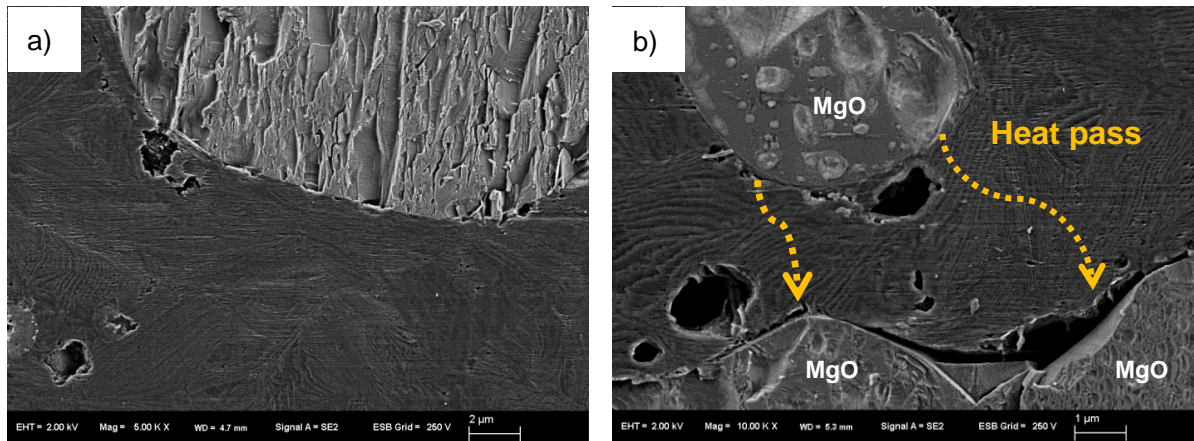 a)
EHT = 2.00 kV Mag = 5.00 K X WD = 4.7 mm Signal A = SE2 ESB Grid = 250 V 2 µm
b)
MgO
Heat pass
MgO
MgO
EHT = 2.00 kV Mag = 10.00 K X WD = 5.3 mm Signal A = SE2 ESB Grid = 250 V 1 µm